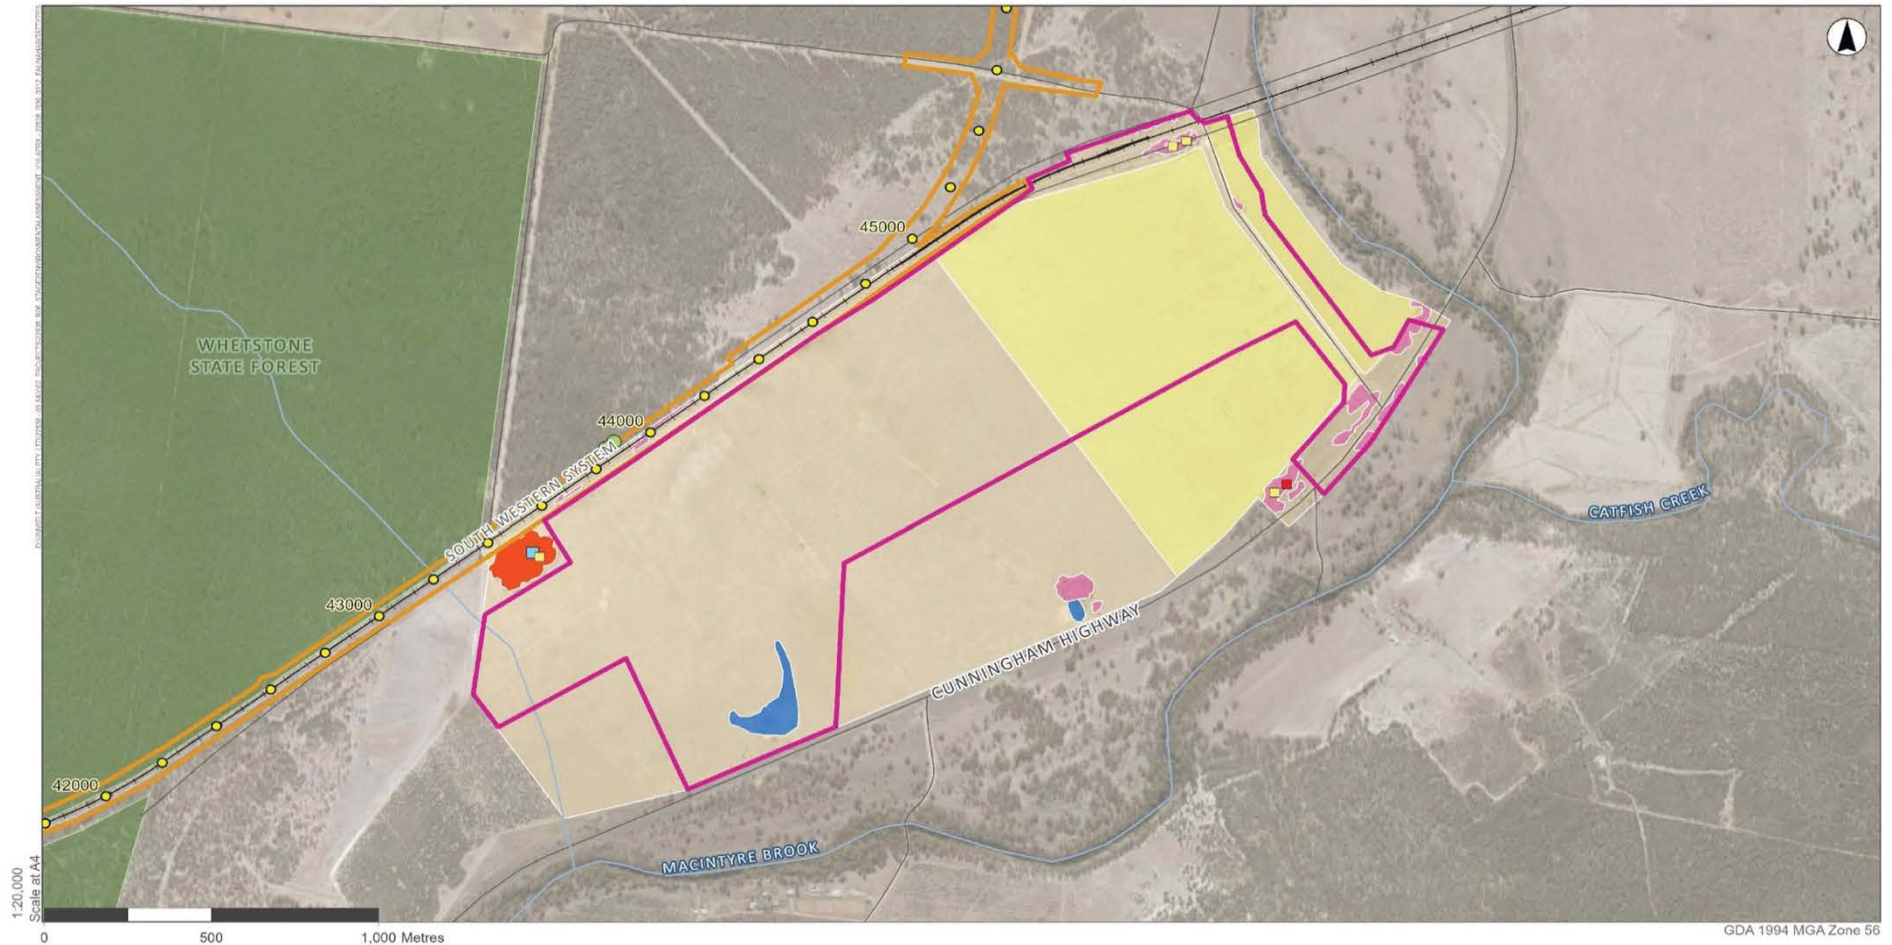 45000
WHETSTONE
STATE FOREST
44000
SOUTH WESTERN SYSTEM
CATFISH CREEK
43000
CUNNINGHAM HIGHWAY
42000
MACINTYRE BROOK
1:20,000
Scale at A4
0 500 1,000 Metres
GDA 1994 MGA Zone 56